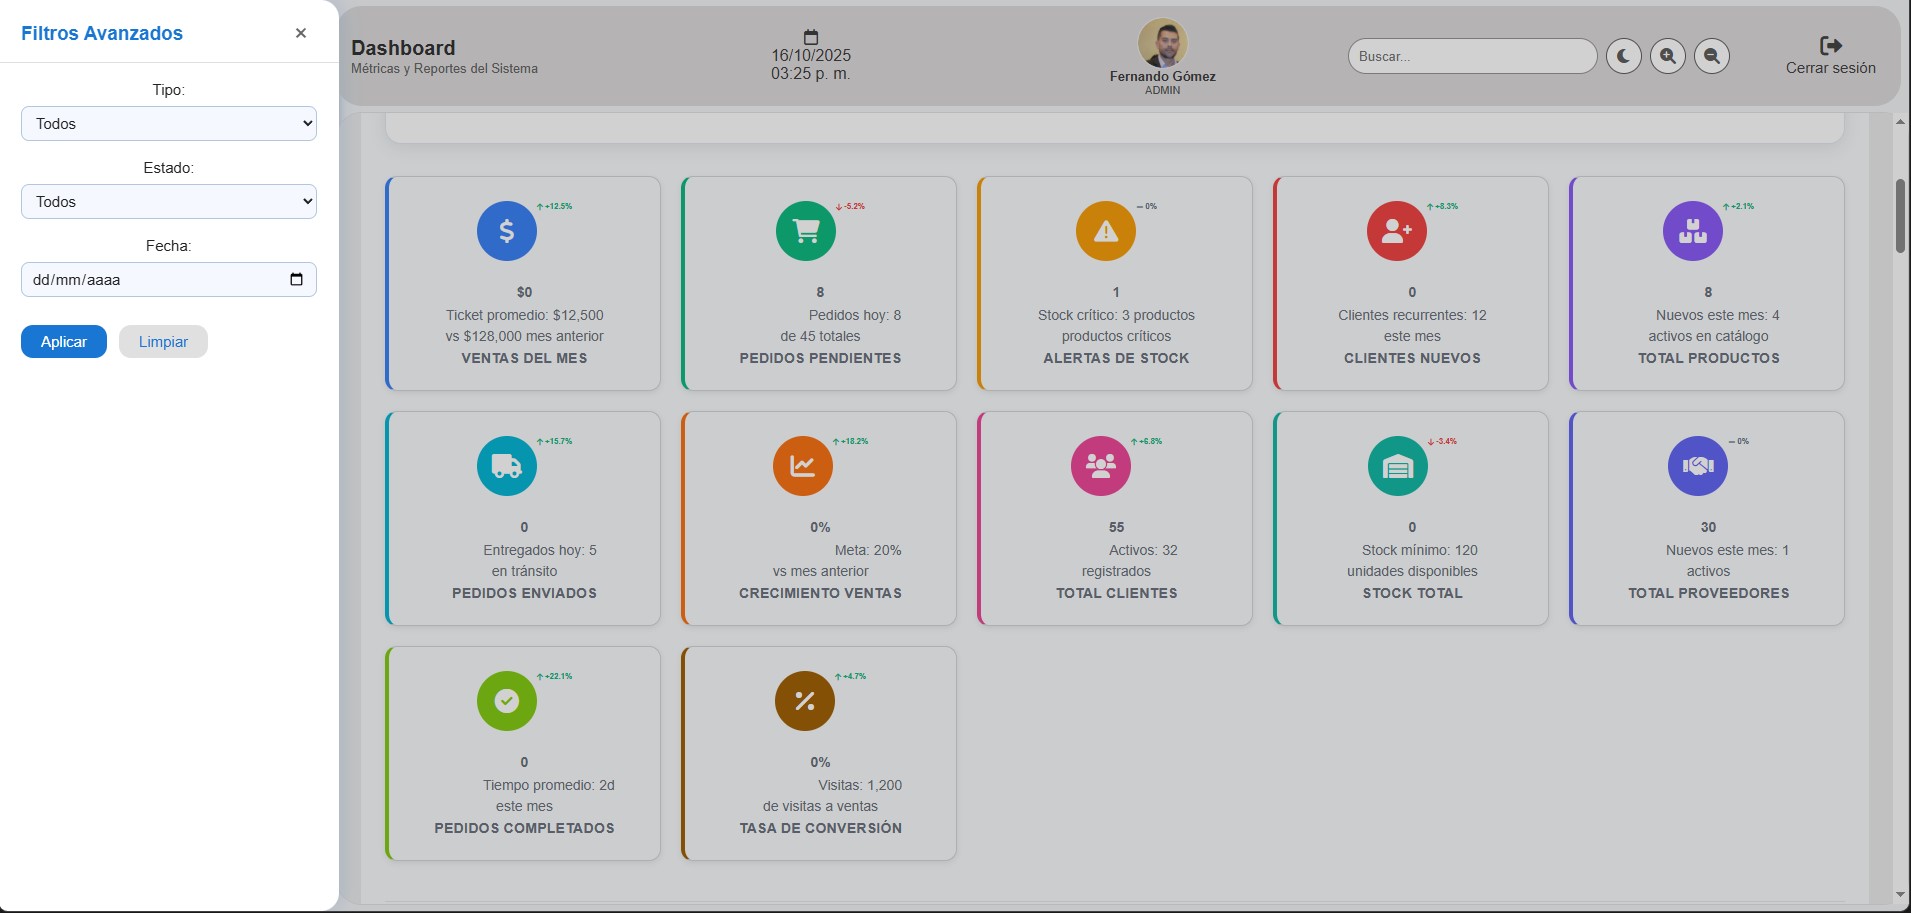 Filtros Avanzados
×
Tipo:
Todos
Estado:
Todos
Fecha:
dd/mm/aaaa
Aplicar
Limpiar
Dashboard
Métricas y Reportes del Sistema
16/10/2025
03:25 p. m.
Fernando Gómez
ADMIN
Buscar...
Cerrar sesión
+12.5%
$0
Ticket promedio: $12,500
vs $128,000 mes anterior
VENTAS DEL MES
-5.2%
8
Pedidos hoy: 8
de 45 totales
PEDIDOS PENDIENTES
0%
1
Stock crítico: 3 productos
productos críticos
ALERTAS DE STOCK
+8.3%
0
Clientes recurrentes: 12
este mes
CLIENTES NUEVOS
+2.1%
8
Nuevos este mes: 4
activos en catálogo
TOTAL PRODUCTOS
+15.7%
0
Entregados hoy: 5
en tránsito
PEDIDOS ENVIADOS
+18.2%
0%
Meta: 20%
vs mes anterior
CRECIMIENTO VENTAS
+6.8%
55
Activos: 32
registrados
TOTAL CLIENTES
-3.4%
0
Stock mínimo: 120
unidades disponibles
STOCK TOTAL
0%
30
Nuevos este mes: 1
activos
TOTAL PROVEEDORES
+22.1%
0
Tiempo promedio: 2d
este mes
PEDIDOS COMPLETADOS
+4.7%
0%
Visitas: 1,200
de visitas a ventas
TASA DE CONVERSIÓN